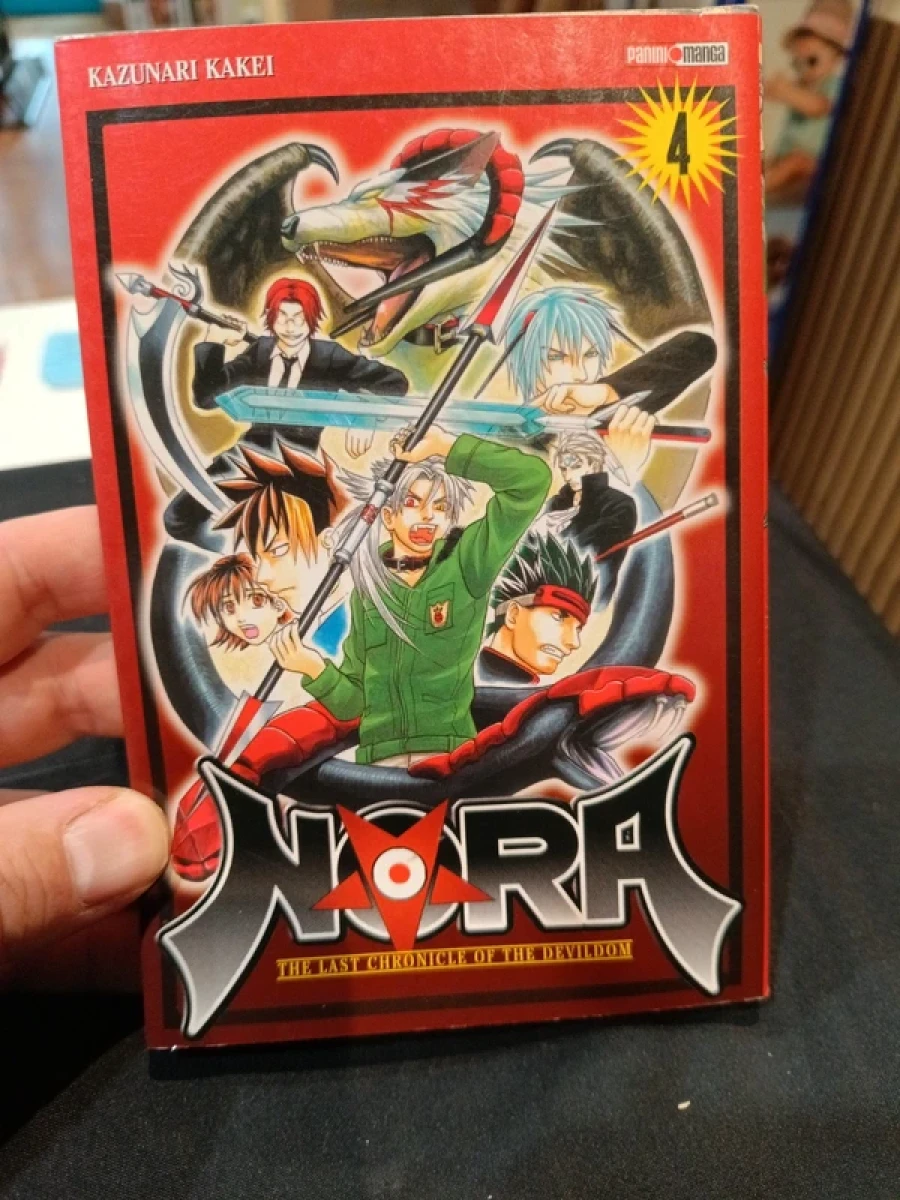 KAZUNARI KAKEI
PANINI MANGA
4
NORA
THE LAST CHRONICLE OF THE DEVILDOM